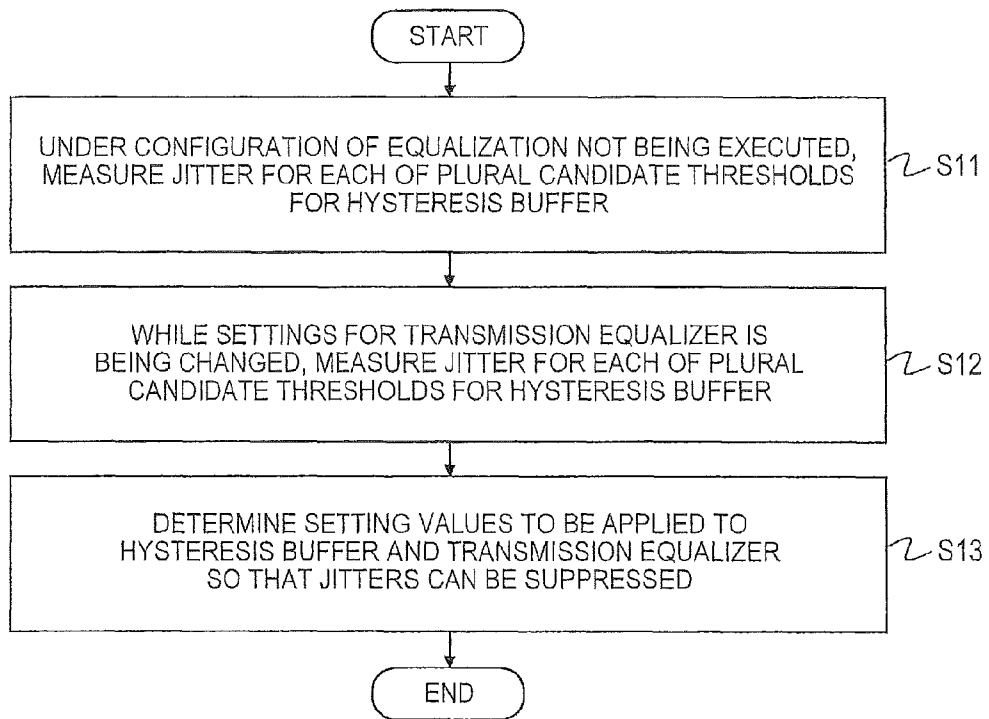 START
UNDER CONFIGURATION OF EQUALIZATION NOT BEING EXECUTED,
MEASURE JITTER FOR EACH OF PLURAL CANDIDATE THRESHOLDS
FOR HYSTERESIS BUFFER
S11
WHILE SETTINGS FOR TRANSMISSION EQUALIZER IS
BEING CHANGED, MEASURE JITTER FOR EACH OF PLURAL
CANDIDATE THRESHOLDS FOR HYSTERESIS BUFFER
S12
DETERMINE SETTING VALUES TO BE APPLIED TO
HYSTERESIS BUFFER AND TRANSMISSION EQUALIZER
SO THAT JITTERS CAN BE SUPPRESSED
S13
END